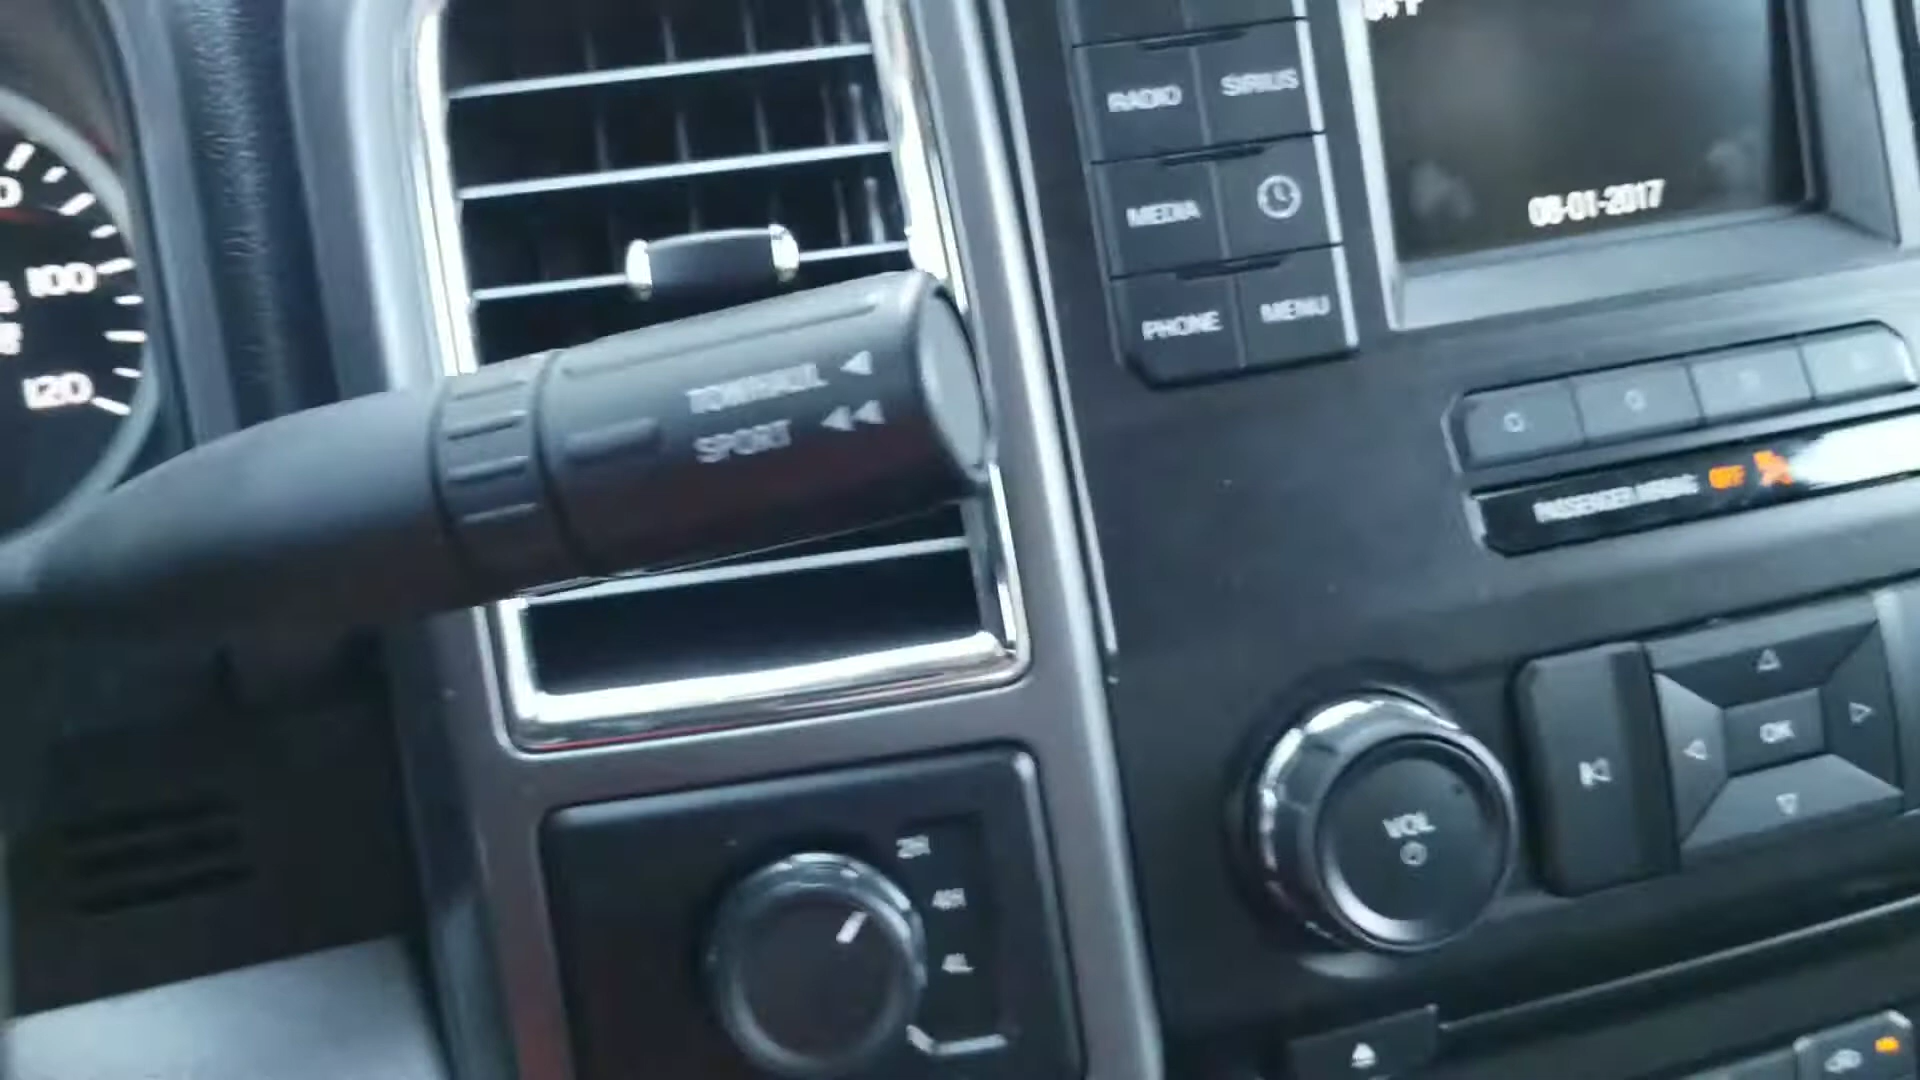 100
120
TOW/HAUL
SPORT
RADIO
SIRIUS
MEDIA
PHONE
MENU
08-01-2017
PASSENGER AIRBAG OFF
VOL
OK
2H
4H
4L